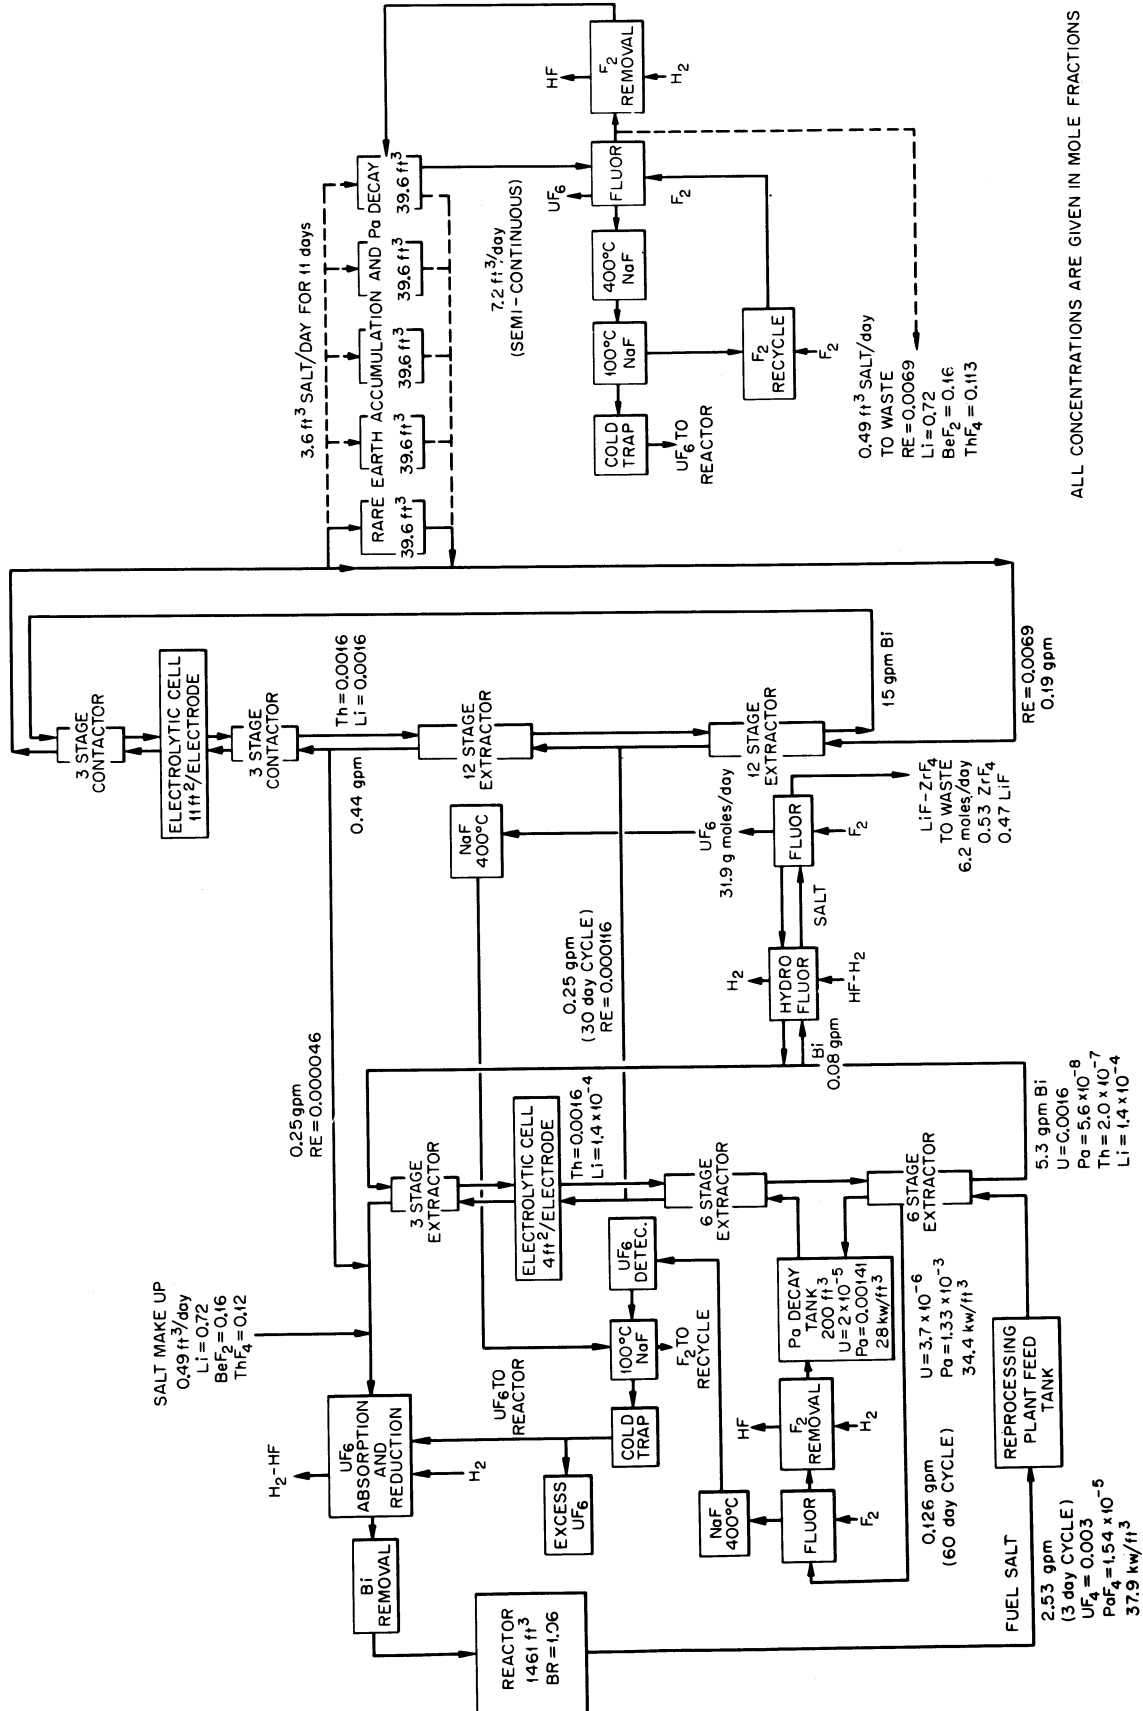 SALT MAKE UP
0.49 ft³/day
Li = 0.72
BeF₂ = 0.16
ThF₄ = 0.12
H₂-HF
UF₆
ABSORPTION
AND
REDUCTION
H₂
Bi
REMOVAL
REACTOR
1461 ft³
BR = 1.06
UF₆ TO
REACTOR
EXCESS
UF₆
COLD
TRAP
100°C
NaF
F₂ TO
RECYCLE
UF₆
DETEC.
NaF
400°C
FLUOR
F₂
F₂
REMOVAL
HF
H₂
Pa DECAY
TANK
200 ft³
U = 2 × 10⁻⁵
Pa = 0.00141
28 kw/ft³
0.126 gpm
(60 day CYCLE)
U = 3.7 × 10⁻⁶
Pa = 1.33 × 10⁻³
34.4 kw/ft³
FUEL SALT
2.53 gpm
(3 day CYCLE)
UF₄ = 0.003
PaF₄ = 1.54 × 10⁻⁵
37.9 kw/ft³
REPROCESSING
PLANT FEED
TANK
0.25 gpm
RE = 0.000046
3 STAGE
EXTRACTOR
ELECTROLYTIC CELL
4 ft²/ELECTRODE
Th = 0.0016
Li = 1.4 × 10⁻⁴
6 STAGE
EXTRACTOR
6 STAGE
EXTRACTOR
5.3 gpm Bi
U = 0.0016
Pa = 5.6 × 10⁻⁸
Th = 2.0 × 10⁻⁷
Li = 1.4 × 10⁻⁴
0.25 gpm
(30 day CYCLE)
RE = 0.000116
Bi
0.08 gpm
H₂
HYDRO
FLUOR
HF-H₂
SALT
FLUOR
F₂
UF₆
31.9 g moles/day
NaF
400°C
LiF-ZrF₄
TO WASTE
6.2 moles/day
0.53 ZrF₄
0.47 LiF
3 STAGE
CONTACTOR
ELECTROLYTIC CELL
11 ft²/ELECTRODE
3 STAGE
CONTACTOR
0.44 gpm
Th = 0.0016
Li = 0.0016
12 STAGE
EXTRACTOR
12 STAGE
EXTRACTOR
15 gpm Bi
RE = 0.0069
0.19 gpm
3.6 ft³ SALT/DAY FOR 11 days
RARE EARTH ACCUMULATION AND Pa DECAY
39.6 ft³
39.6 ft³
39.6 ft³
39.6 ft³
39.6 ft³
7.2 ft³/day
(SEMI-CONTINUOUS)
COLD
TRAP
UF₆ TO
REACTOR
100°C
NaF
400°C
NaF
UF₆
FLUOR
F₂
F₂
RECYCLE
F₂
HF
F₂
REMOVAL
H₂
0.49 ft³ SALT/day
TO WASTE
RE = 0.0069
Li = 0.72
BeF₂ = 0.16
ThF₄ = 0.113
ALL CONCENTRATIONS ARE GIVEN IN MOLE FRACTIONS